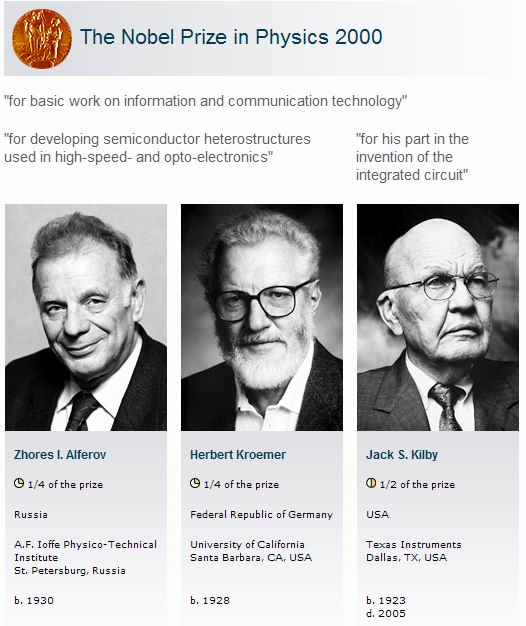 The Nobel Prize in Physics 2000
"for basic work on information and communication technology"
"for developing semiconductor heterostructures
used in high-speed- and opto-electronics"
"for his part in the
invention of the
integrated circuit"
Zhores I. Alferov
1/4 of the prize
Russia
A.F. Ioffe Physico-Technical
Institute
St. Petersburg, Russia
b. 1930
Herbert Kroemer
1/4 of the prize
Federal Republic of Germany
University of California
Santa Barbara, CA, USA
b. 1928
Jack S. Kilby
1/2 of the prize
USA
Texas Instruments
Dallas, TX, USA
b. 1923
d. 2005